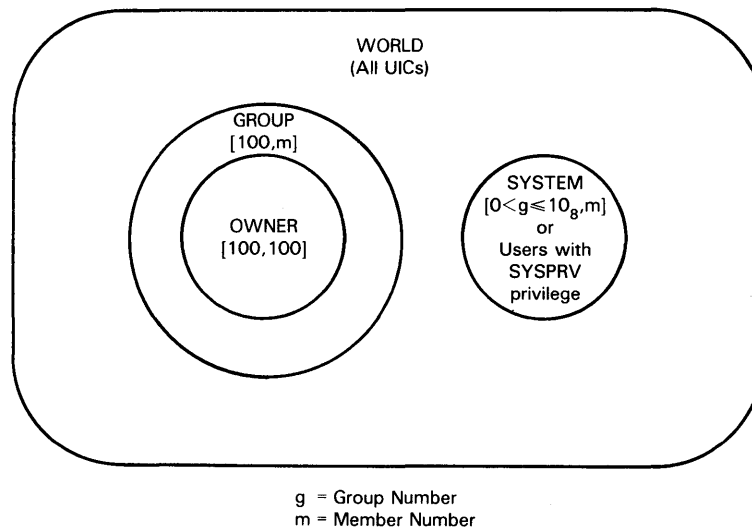 WORLD
(All UICs)
GROUP
[100,m]
OWNER
[100,100]
SYSTEM
[0<g⩽10₈,m]
or
Users with
SYSPRV
privilege
g = Group Number
m = Member Number